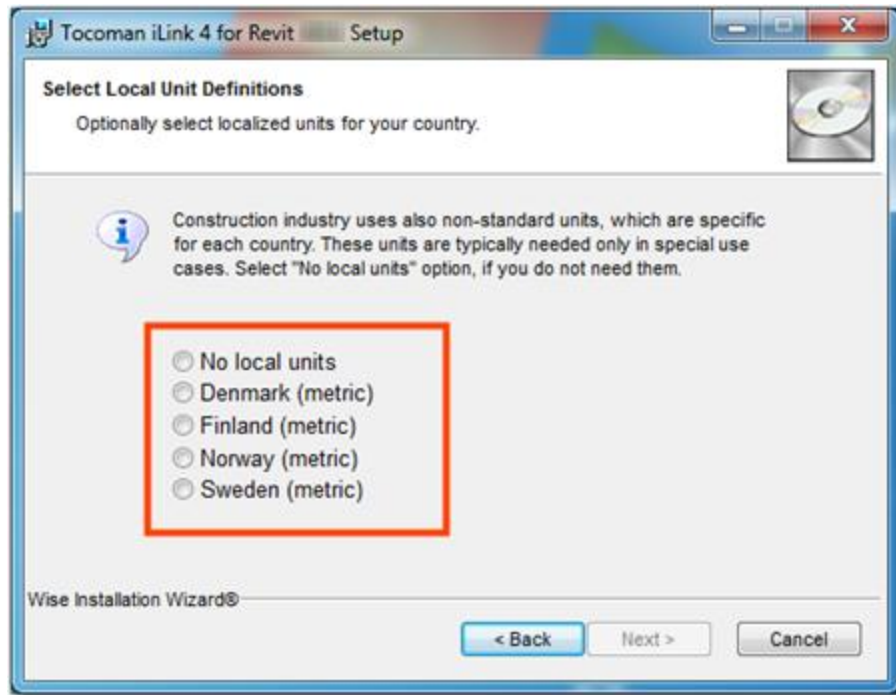 Tocoman iLink 4 for Revit Setup
Select Local Unit Definitions
Optionally select localized units for your country.
Construction industry uses also non-standard units, which are specific
for each country. These units are typically needed only in special use
cases. Select "No local units" option, if you do not need them.
No local units
Denmark (metric)
Finland (metric)
Norway (metric)
Sweden (metric)
Wise Installation Wizard®
< Back
Next >
Cancel